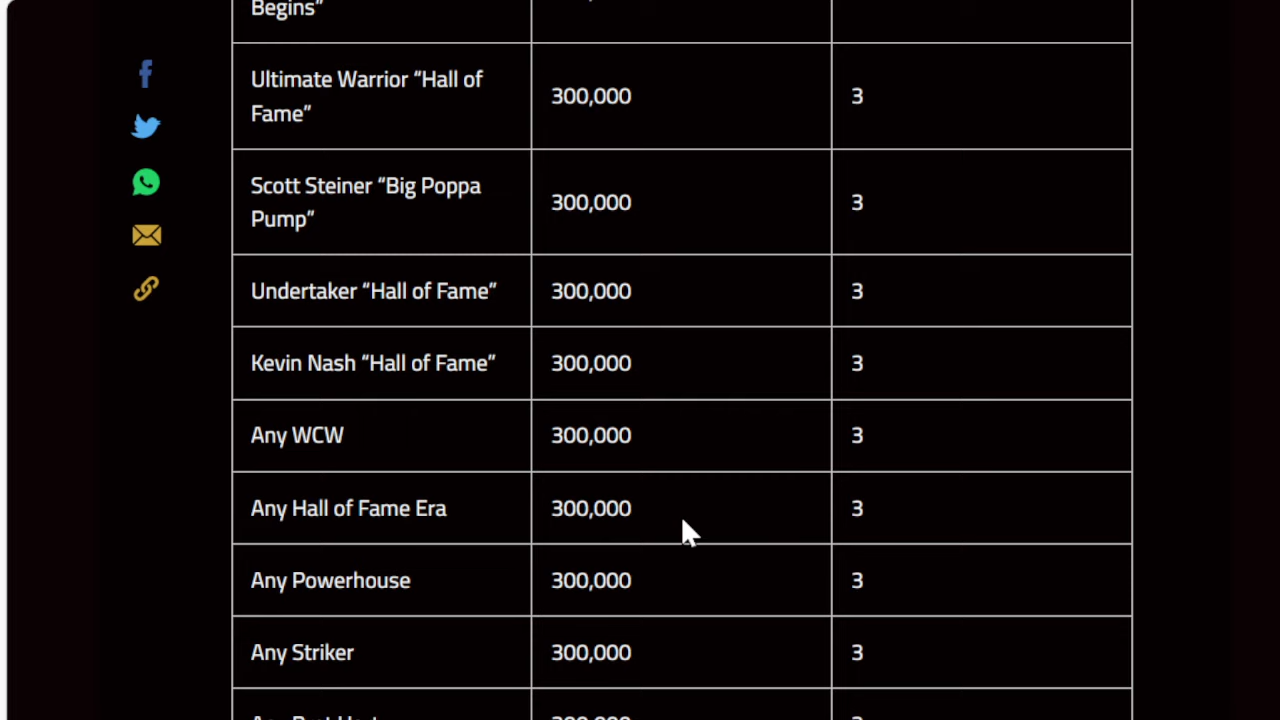 Begins”
Ultimate Warrior “Hall of
Fame” 300,000 3
Scott Steiner “Big Poppa
Pump” 300,000 3
Undertaker “Hall of Fame” 300,000 3
Kevin Nash “Hall of Fame” 300,000 3
Any WCW 300,000 3
Any Hall of Fame Era 300,000 3
Any Powerhouse 300,000 3
Any Striker 300,000 3